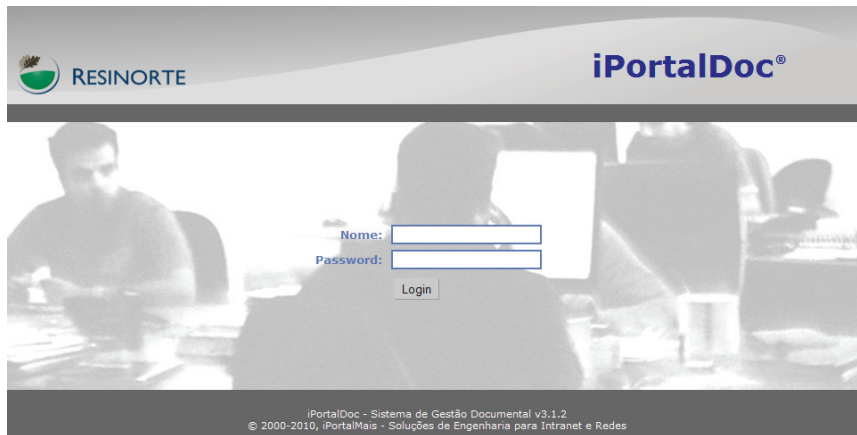 RESINORTE
iPortalDoc®
Nome:
Password:
Login
iPortalDoc - Sistema de Gestão Documental v3.1.2
© 2000-2010, iPortalMais - Soluções de Engenharia para Intranet e Redes